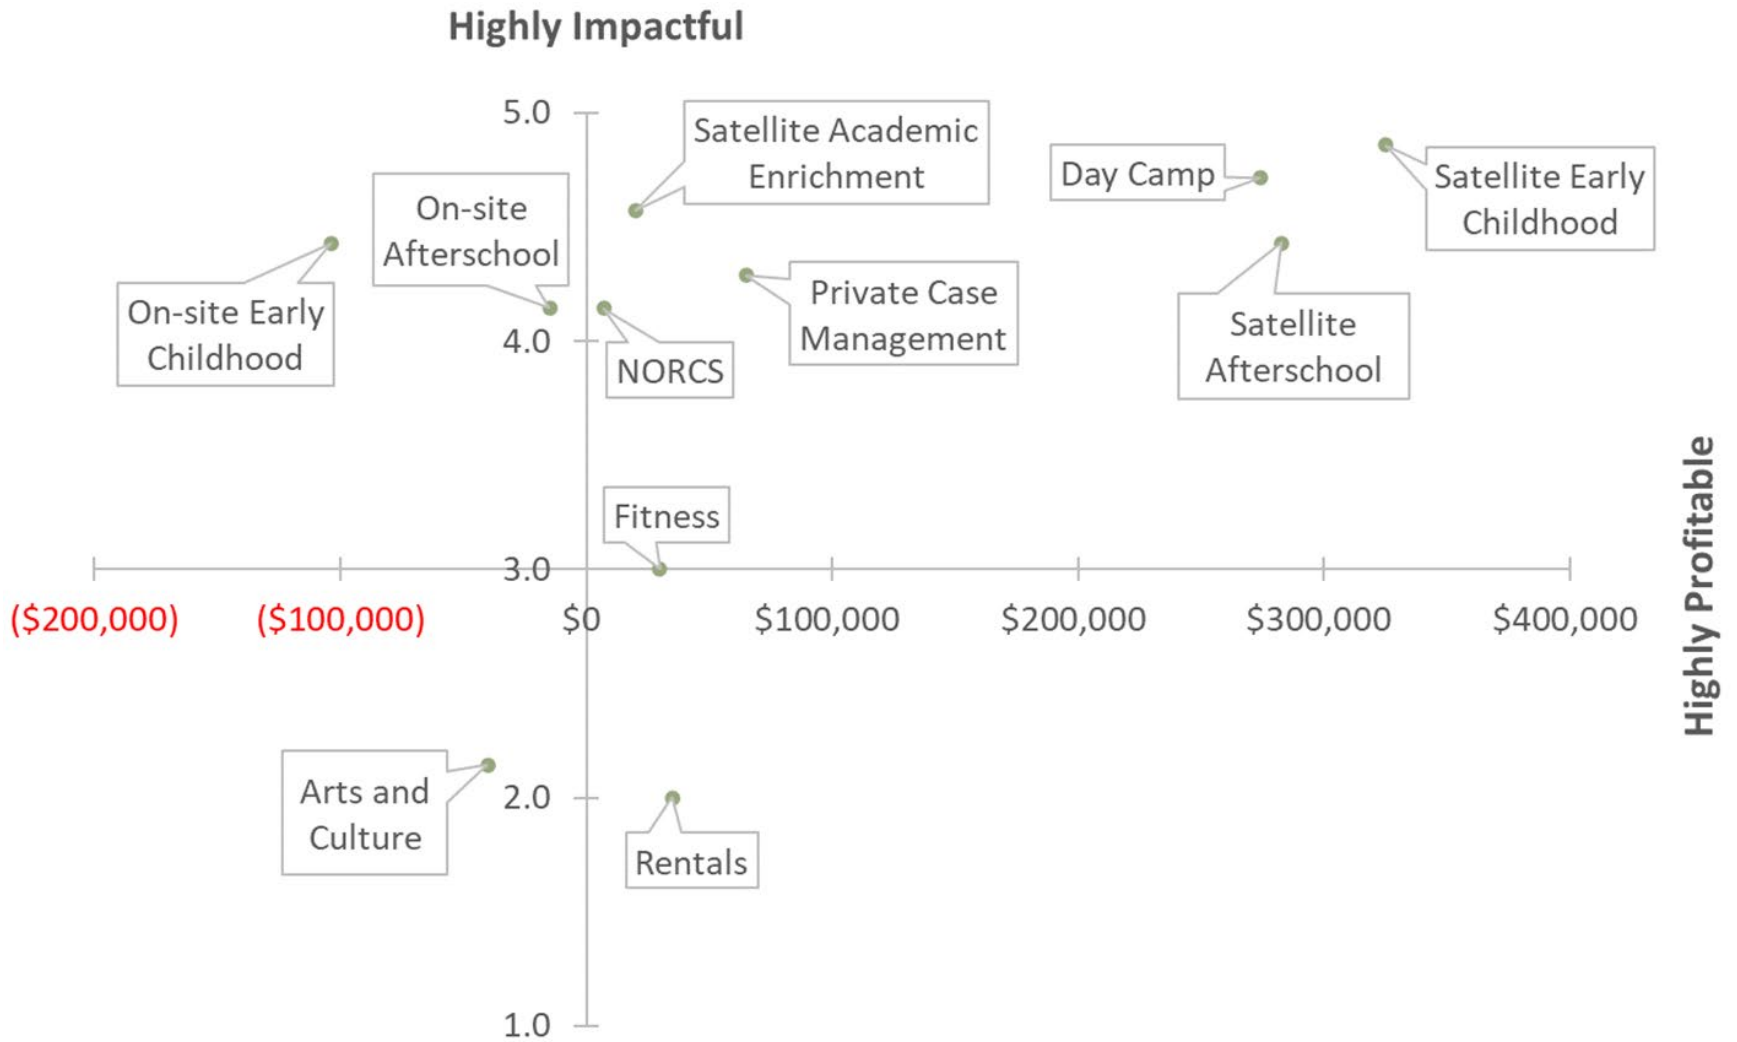 Highly Impactful
5.0
Satellite Academic
Enrichment
Day Camp
Satellite Early
Childhood
On-site
Afterschool
On-site Early
Childhood
Private Case
Management
Satellite
Afterschool
4.0
NORCS
Fitness
3.0
($200,000)
($100,000)
$0
$100,000
$200,000
$300,000
$400,000
Highly Profitable
Arts and
Culture
2.0
Rentals
1.0